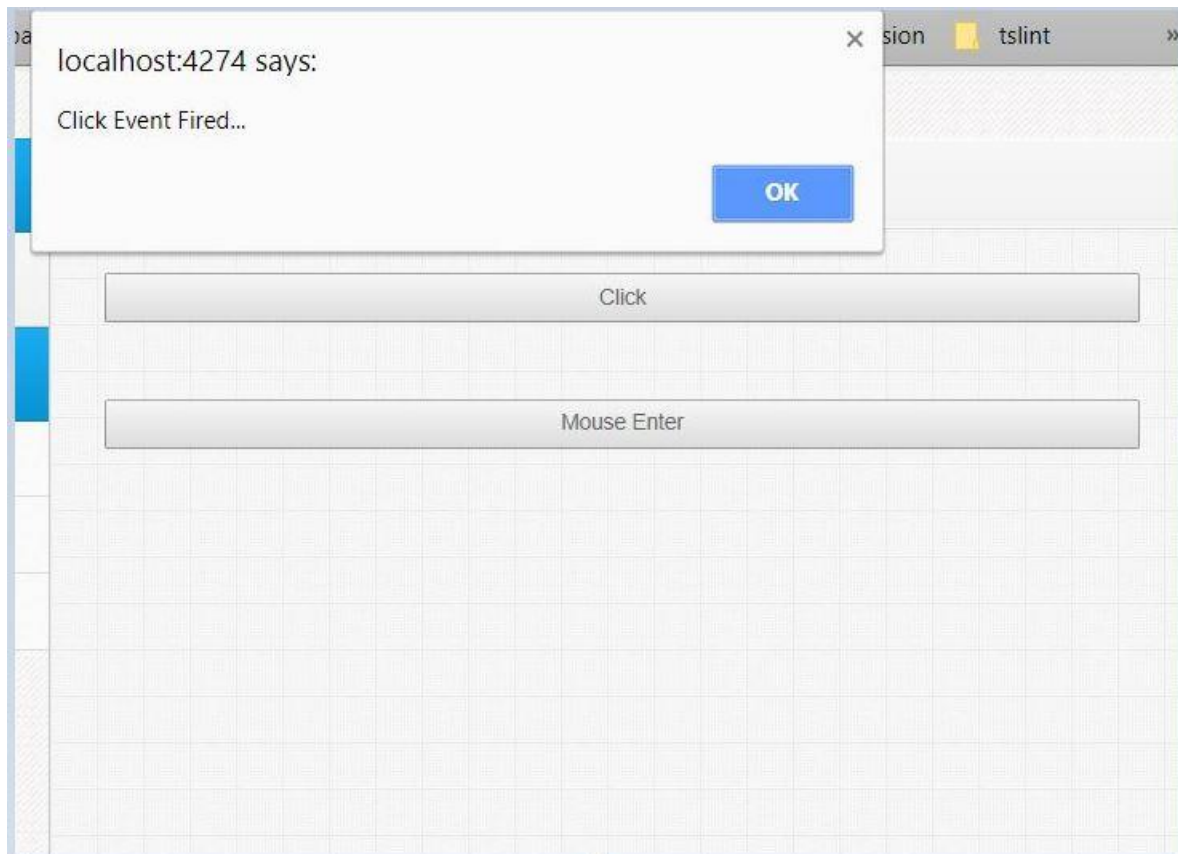 sion
tslint
»
localhost:4274 says:
×
Click Event Fired...
OK
Click
Mouse Enter